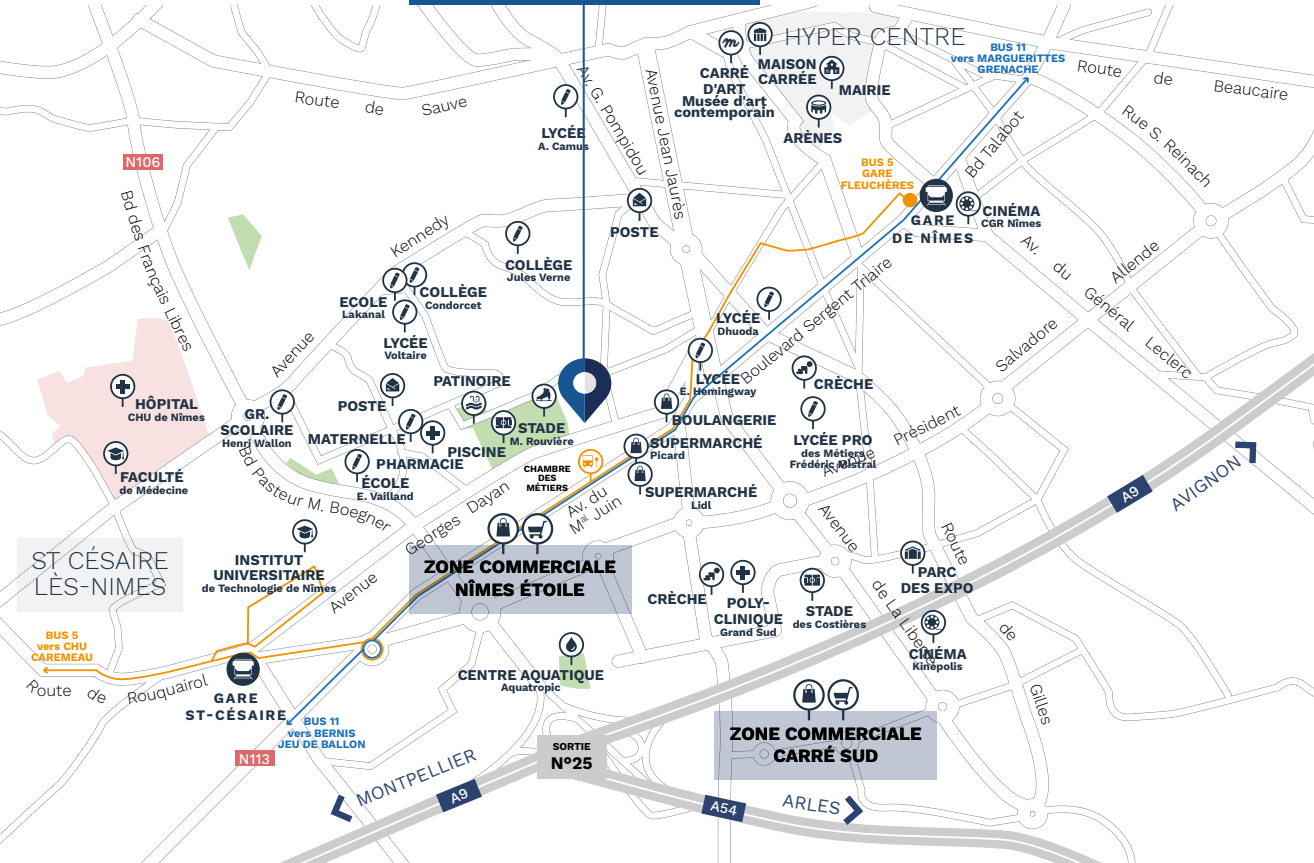 HYPER CENTRE
BUS 11
vers MARGUERITTES
GRENACHE
CARRÉ
D'ART
Musée d'art
contemporain
MAISON
CARRÉE
MAIRIE
ARÈNES
Route de Beaucaire
Rue S. Reinach
Bd Talabot
Route de Sauve
Av. G. Pompidou
Avenue Jean Jaurès
LYCÉE
A. Camus
N106
Bd des Français Libres
BUS 5
GARE
FLEUCHÈRES
GARE
DE NÎMES
CINÉMA
CGR Nîmes
POSTE
Av. du Général Leclerc
Allende
Salvadore
Président
Avenue
Kennedy
Avenue
COLLÈGE
Jules Verne
COLLÈGE
Condorcet
ECOLE
Lakanal
LYCÉE
Voltaire
LYCÉE
Dhuoda
Boulevard Sergent Triaire
LYCÉE
E. Hemingway
CRÈCHE
PATINOIRE
POSTE
HÔPITAL
CHU de Nîmes
GR.
SCOLAIRE
Henri Wallon
MATERNELLE
PHARMACIE
PISCINE
STADE
M. Rouvière
BOULANGERIE
SUPERMARCHÉ
Picard
SUPERMARCHÉ
Lidl
LYCÉE PRO
des Métiers
Frédéric Mistral
FACULTÉ
de Médecine
ÉCOLE
E. Vailland
CHAMBRE
DES
MÉTIERS
Bd Pasteur M. Boegner
Georges Dayan
Av. du
Mal Juin
A9
AVIGNON
ST CÉSAIRE
LÈS-NIMES
INSTITUT
UNIVERSITAIRE
de Technologie de Nîmes
Avenue
ZONE COMMERCIALE
NÎMES ÉTOILE
Avenue de La Liberté
Route de Gilles
PARC
DES EXPO
CRÈCHE
POLY-
CLINIQUE
Grand Sud
STADE
des Costières
CINÉMA
Kinépolis
BUS 5
vers CHU
CAREMEAU
Route de Rouquairol
GARE
ST-CÉSAIRE
CENTRE AQUATIQUE
Aquatropic
BUS 11
vers BERNIS
JEU DE BALLON
N113
ZONE COMMERCIALE
CARRÉ SUD
SORTIE
N°25
MONTPELLIER
A9
A54
ARLES